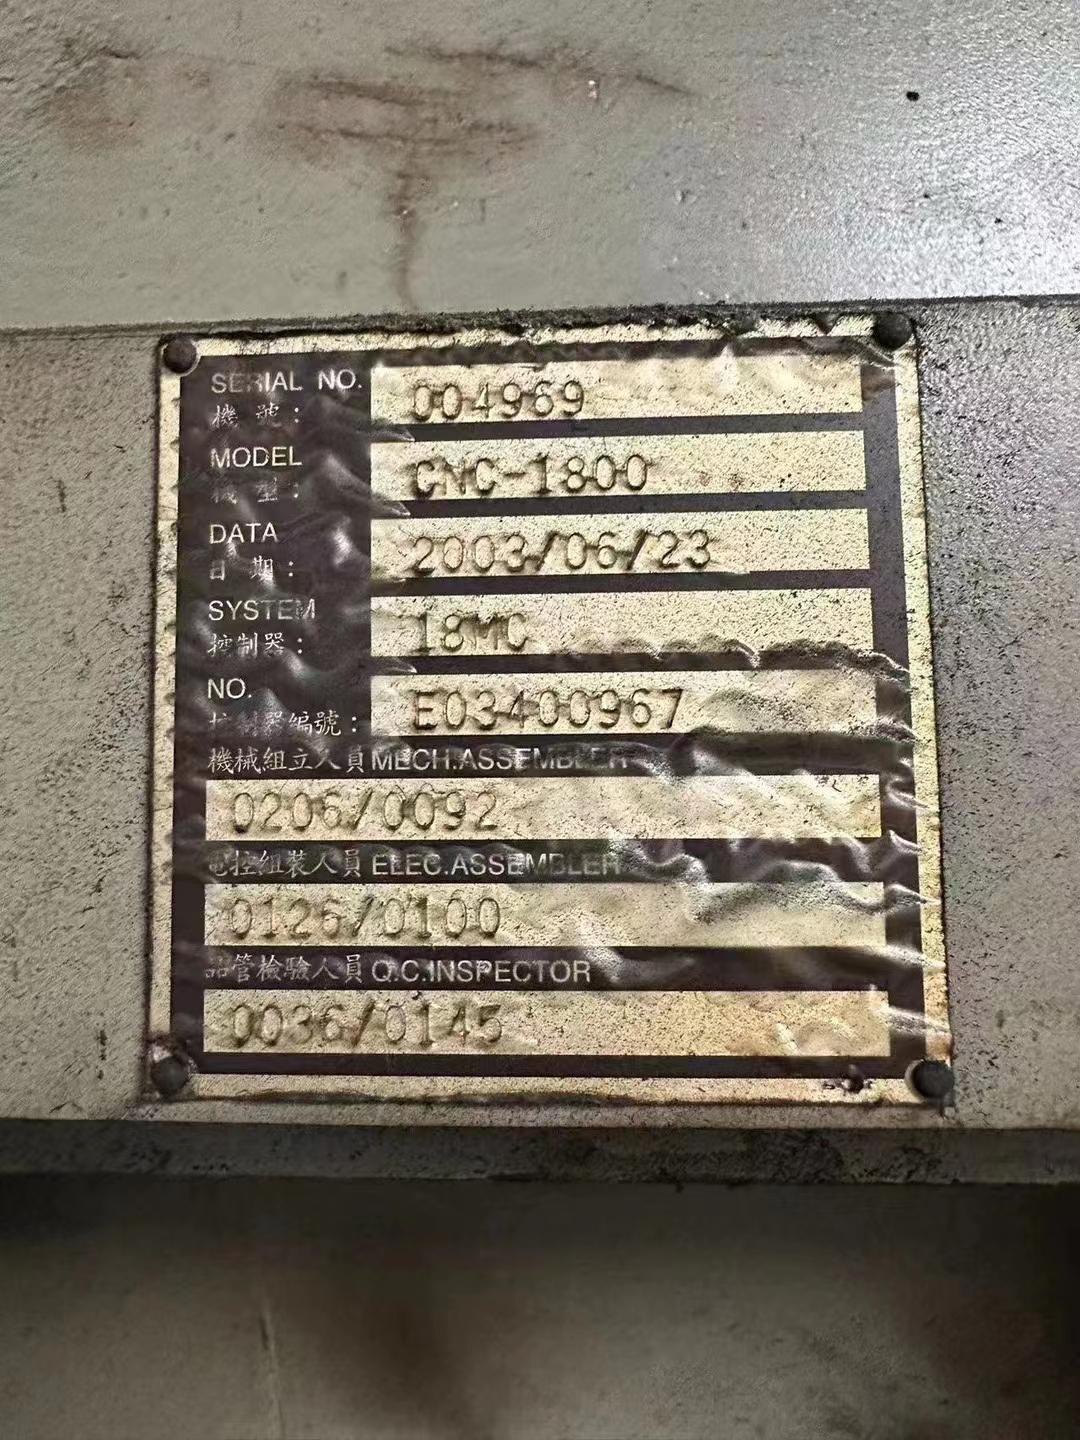 SERIAL NO.
機 號： 004969
MODEL
機 型： CNC-1800
DATA
日 期： 2003/06/23
SYSTEM
控制器： 18MC
NO.
控制器編號： E03400967
機械組立人員 MECH.ASSEMBLER
0206/0092
電控組裝人員 ELEC.ASSEMBLER
0126/0100
品管檢驗人員 Q.C.INSPECTOR
0036/0145